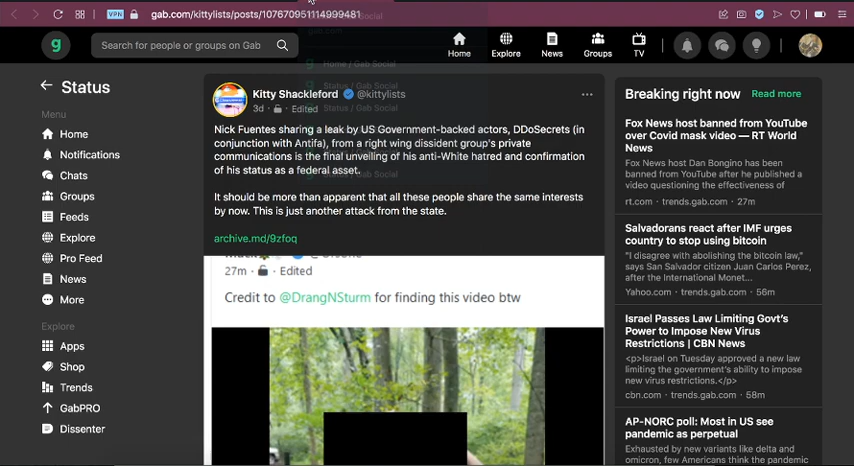 VPN
gab.com/kittylists/posts/107670951114999481
g
Search for people or groups on Gab
Home
Explore
News
Groups
TV
Status
Menu
Home
Notifications
Chats
Groups
Feeds
Explore
Pro Feed
News
More
Explore
Apps
Shop
Trends
GabPRO
Dissenter
Kitty Shackleford @kittylists
3d · Edited
Nick Fuentes sharing a leak by US Government-backed actors, DDoSecrets (in
conjunction with Antifa), from a right wing dissident group's private
communications is the final unveiling of his anti-White hatred and confirmation
of his status as a federal asset.
It should be more than apparent that all these people share the same interests
by now. This is just another attack from the state.
archive.md/9zfoq
27m · Edited
Credit to @DrangNSturm for finding this video btw
Breaking right now Read more
Fox News host banned from YouTube
over Covid mask video — RT World
News
Fox News host Dan Bongino has been
banned from YouTube after he published a
video questioning the effectiveness of
rt.com · trends.gab.com · 27m
Salvadorans react after IMF urges
country to stop using bitcoin
"I disagree with abolishing the bitcoin law,"
says San Salvador citizen Juan Carlos Perez,
after the International Monet...
Yahoo.com · trends.gab.com · 56m
Israel Passes Law Limiting Govt's
Power to Impose New Virus
Restrictions | CBN News
<p>Israel on Tuesday approved a new law
limiting the government's ability to impose
new virus restrictions.</p>
cbn.com · trends.gab.com · 58m
AP-NORC poll: Most in US see
pandemic as perpetual
Exhausted by new variants like delta and
omicron, few Americans think the pandemic